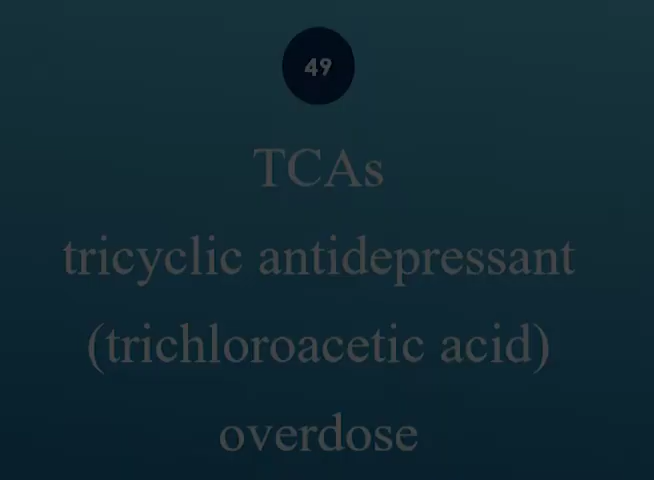 49
TCAs
tricyclic antidepressant
(trichloroacetic acid)
overdose